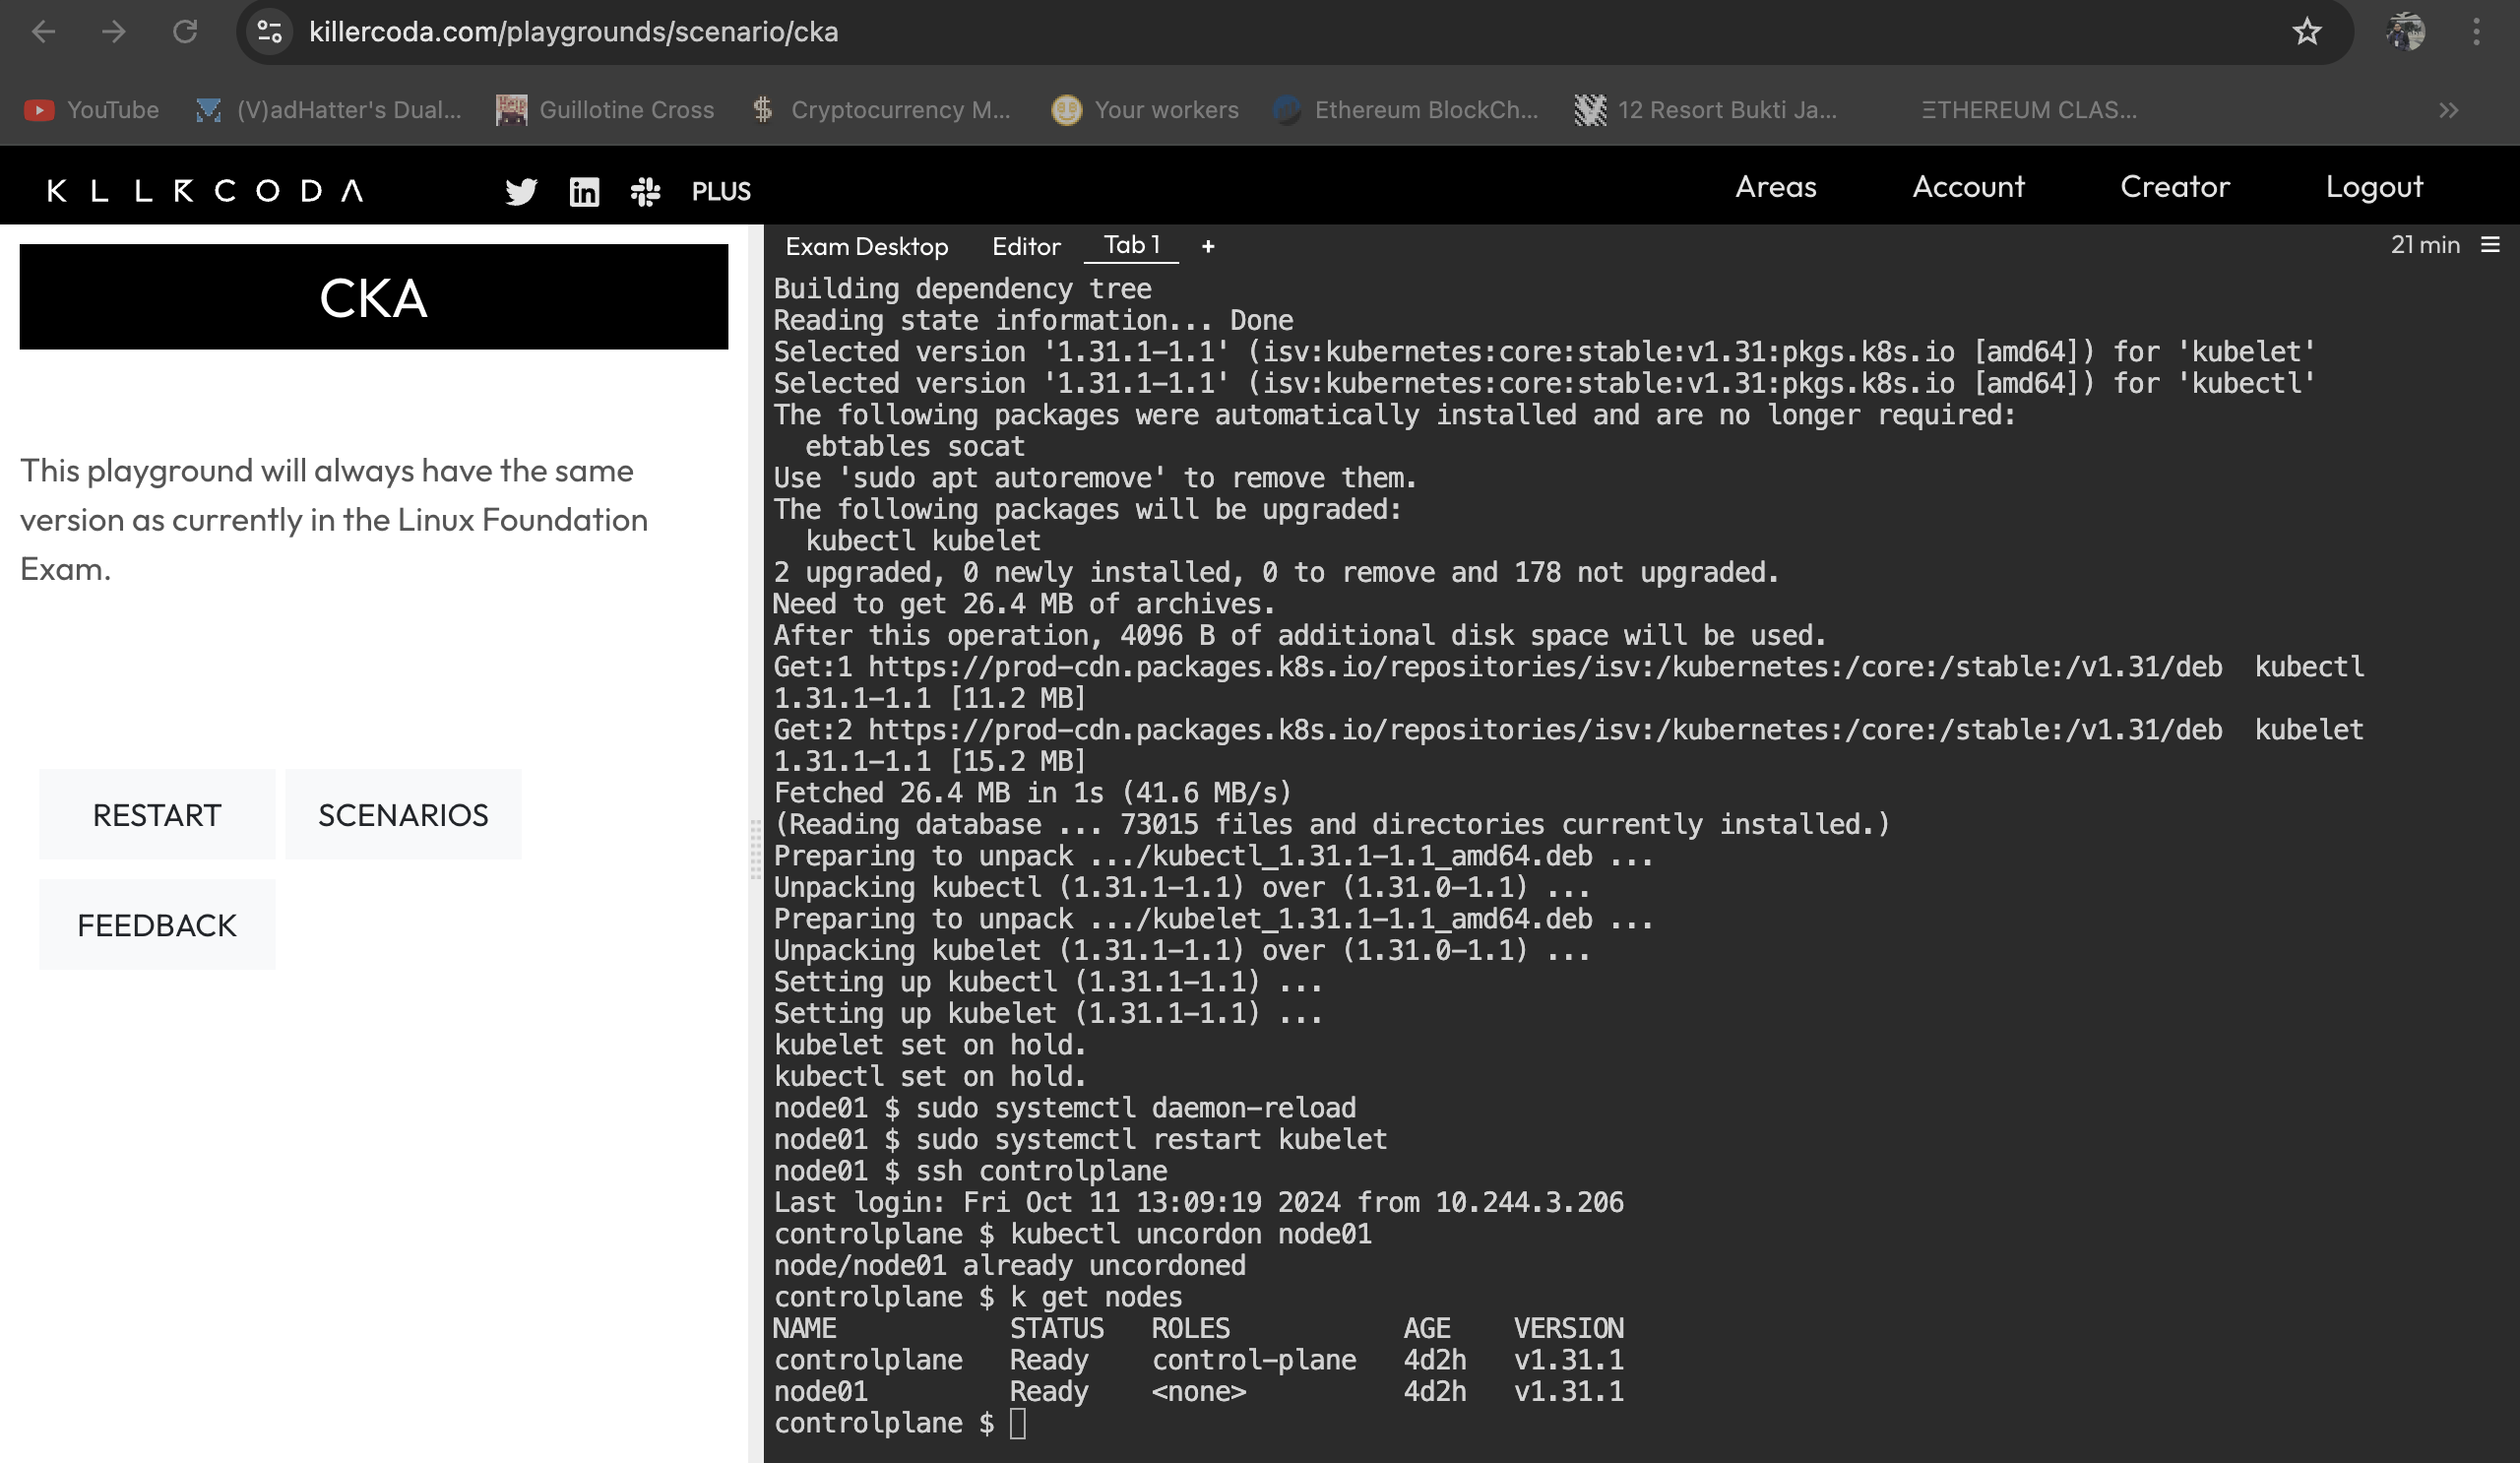 killercoda.com/playgrounds/scenario/cka
YouTube (V)adHatter's Dual... Guillotine Cross Cryptocurrency M... Your workers Ethereum BlockCh... 12 Resort Bukti Ja... ΞTHEREUM CLAS...
KLLRCODA PLUS Areas Account Creator Logout
CKA
This playground will always have the same
version as currently in the Linux Foundation
Exam.
RESTART SCENARIOS
FEEDBACK
Exam Desktop Editor Tab 1 + 21 min
Building dependency tree
Reading state information... Done
Selected version '1.31.1-1.1' (isv:kubernetes:core:stable:v1.31:pkgs.k8s.io [amd64]) for 'kubelet'
Selected version '1.31.1-1.1' (isv:kubernetes:core:stable:v1.31:pkgs.k8s.io [amd64]) for 'kubectl'
The following packages were automatically installed and are no longer required:
  ebtables socat
Use 'sudo apt autoremove' to remove them.
The following packages will be upgraded:
  kubectl kubelet
2 upgraded, 0 newly installed, 0 to remove and 178 not upgraded.
Need to get 26.4 MB of archives.
After this operation, 4096 B of additional disk space will be used.
Get:1 https://prod-cdn.packages.k8s.io/repositories/isv:/kubernetes:/core:/stable:/v1.31/deb  kubectl
1.31.1-1.1 [11.2 MB]
Get:2 https://prod-cdn.packages.k8s.io/repositories/isv:/kubernetes:/core:/stable:/v1.31/deb  kubelet
1.31.1-1.1 [15.2 MB]
Fetched 26.4 MB in 1s (41.6 MB/s)
(Reading database ... 73015 files and directories currently installed.)
Preparing to unpack .../kubectl_1.31.1-1.1_amd64.deb ...
Unpacking kubectl (1.31.1-1.1) over (1.31.0-1.1) ...
Preparing to unpack .../kubelet_1.31.1-1.1_amd64.deb ...
Unpacking kubelet (1.31.1-1.1) over (1.31.0-1.1) ...
Setting up kubectl (1.31.1-1.1) ...
Setting up kubelet (1.31.1-1.1) ...
kubelet set on hold.
kubectl set on hold.
node01 $ sudo systemctl daemon-reload
node01 $ sudo systemctl restart kubelet
node01 $ ssh controlplane
Last login: Fri Oct 11 13:09:19 2024 from 10.244.3.206
controlplane $ kubectl uncordon node01
node/node01 already uncordoned
controlplane $ k get nodes
NAME           STATUS   ROLES           AGE    VERSION
controlplane   Ready    control-plane   4d2h   v1.31.1
node01         Ready    <none>          4d2h   v1.31.1
controlplane $